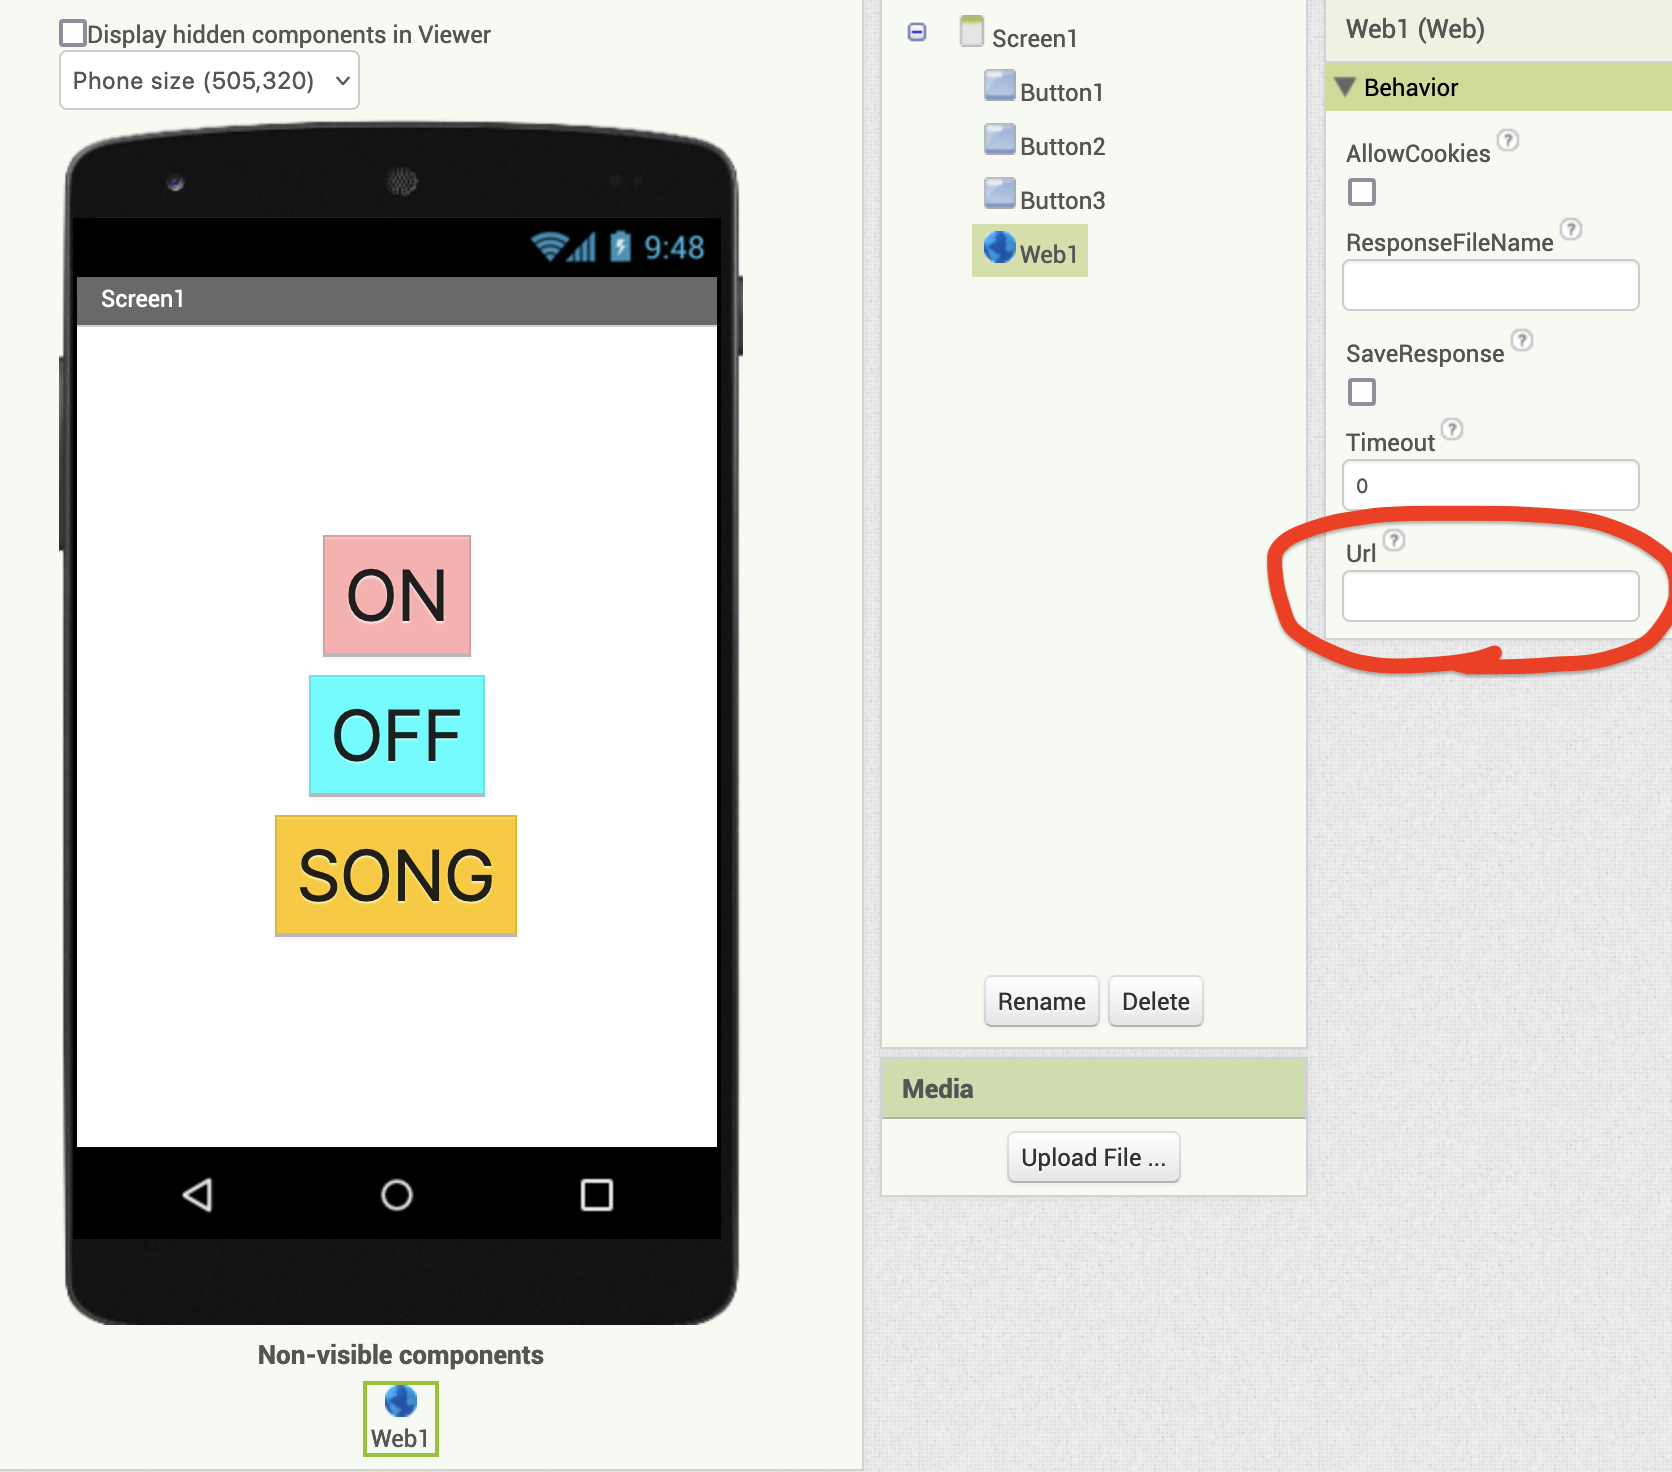 Display hidden components in Viewer
Phone size (505,320)
9:48
Screen1
ON
OFF
SONG
Non-visible components
Web1
Screen1
Button1
Button2
Button3
Web1
Rename
Delete
Media
Upload File ...
Web1 (Web)
Behavior
AllowCookies ?
ResponseFileName ?
SaveResponse ?
Timeout ?
0
Url ?